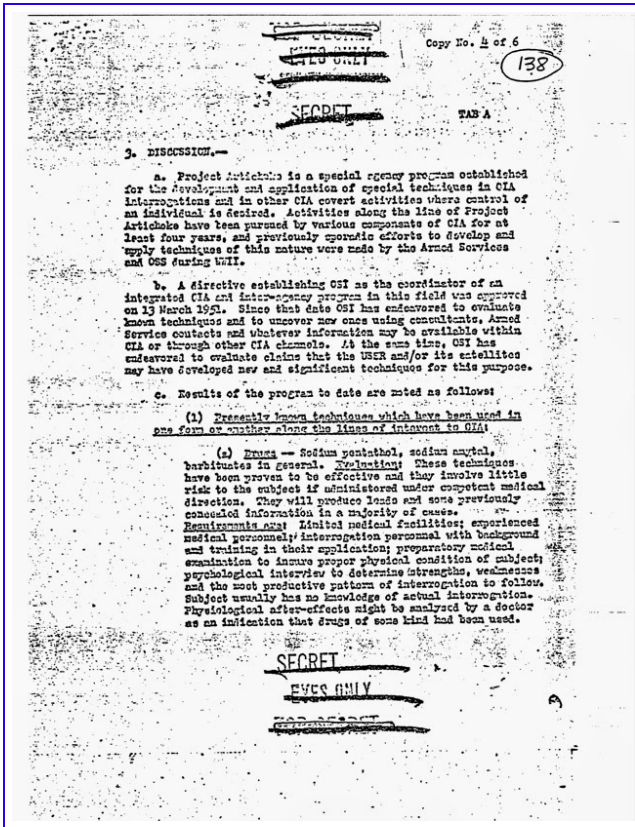 TOP SECRET
EYES ONLY
Copy No. 4 of 6
138
SECRET
TAB A
3. DISCUSSION.—
a. Project Artichoke is a special agency program established
for the development and application of special techniques in CIA
interrogations and in other CIA covert activities where control of
an individual is desired. Activities along the line of Project
Artichoke have been pursued by various components of CIA for at
least four years, and previously sporadic efforts to develop and
apply techniques of this nature were made by the Armed Services
and OSS during WWII.
b. A directive establishing OSI as the coordinator of an
integrated CIA and inter-agency program in this field was approved
on 13 March 1951. Since that date OSI has endeavored to evaluate
known techniques and to uncover new ones using consultants, Armed
Service contacts and whatever information may be available within
CIA or through other CIA channels. At the same time, OSI has
endeavored to evaluate claims that the USSR and/or its satellites
may have developed new and significant techniques for this purpose.
c. Results of the program to date are noted as follows:
(1) Presently known techniques which have been used in
one form or another along the lines of interest to CIA:
(a) Drugs — Sodium pentathol, sodium amytal,
barbituates in general. Evaluation: These techniques
have been proven to be effective and they involve little
risk to the subject if administered under competent medical
direction. They will produce leads and some previously
concealed information in a majority of cases.
Requirements are: Limited medical facilities; experienced
medical personnel; interrogation personnel with background
and training in their application; preparatory medical
examination to insure proper physical condition of subject;
psychological interview to determine strengths, weaknesses
and the most productive pattern of interrogation to follow.
Subject usually has no knowledge of actual interrogation.
Physiological after-effects might be analyzed by a doctor
as an indication that drugs of some kind had been used.
SECRET
EYES ONLY
TOP SECRET